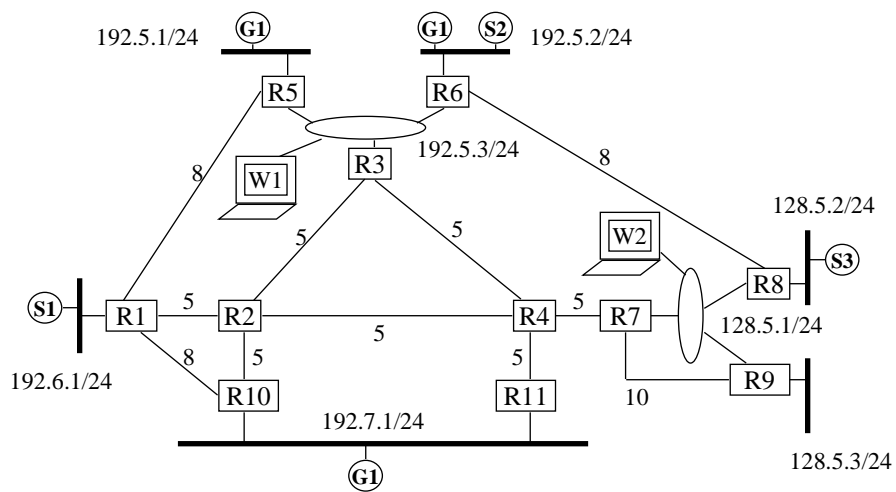 G1 G1 S2
192.5.1/24 192.5.2/24
R5 R6
192.5.3/24
8 W1 R3 8
128.5.2/24
5 5 W2
S3
R8
S1 R1 5 R2 5 R4 5 R7
128.5.1/24
8 5 5
192.6.1/24 R10 R11 10 R9
192.7.1/24
128.5.3/24
G1